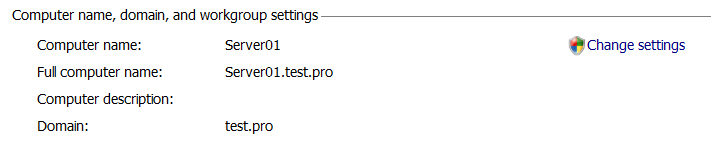 Computer name, domain, and workgroup settings
Computer name: Server01 Change settings
Full computer name: Server01.test.pro
Computer description:
Domain: test.pro